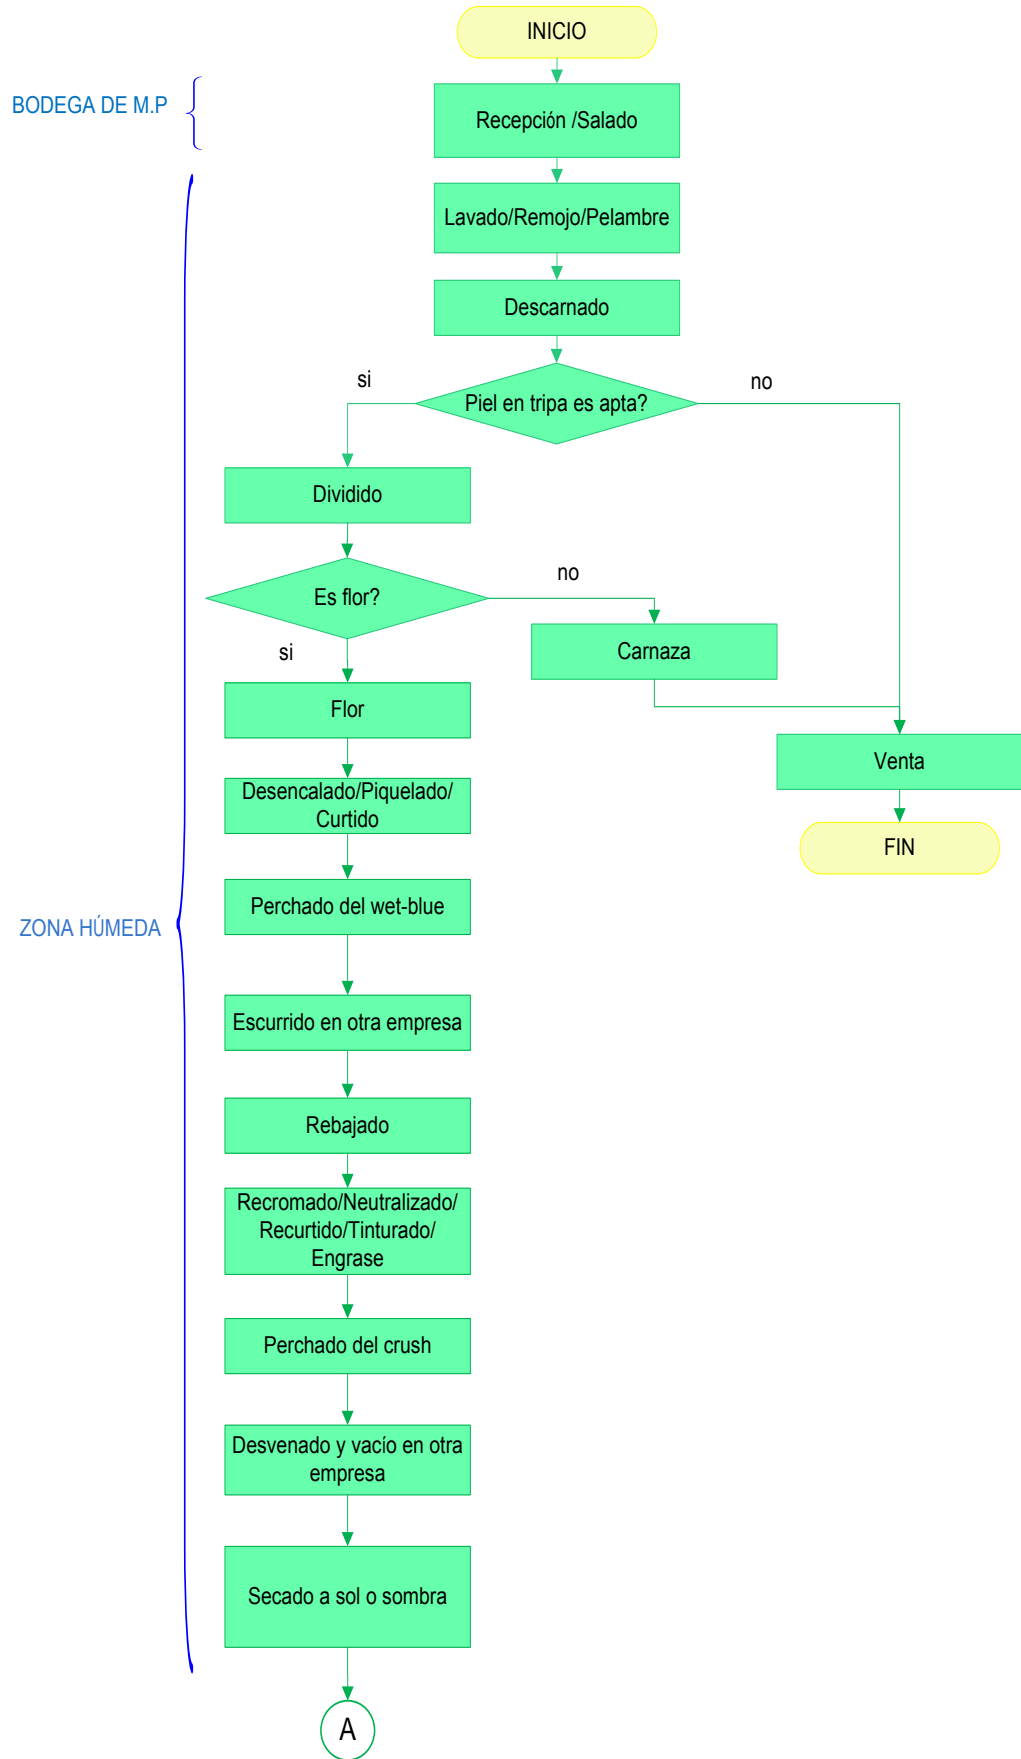 INICIO
BODEGA DE M.P
Recepción /Salado
Lavado/Remojo/Pelambre
Descarnado
si
no
Piel en tripa es apta?
Dividido
Es flor?
no
si
Carnaza
Flor
Venta
Desencalado/Piquelado/
Curtido
FIN
Perchado del wet-blue
ZONA HÚMEDA
Escurrido en otra empresa
Rebajado
Recromado/Neutralizado/
Recurtido/Tinturado/
Engrase
Perchado del crush
Desvenado y vacío en otra
empresa
Secado a sol o sombra
A